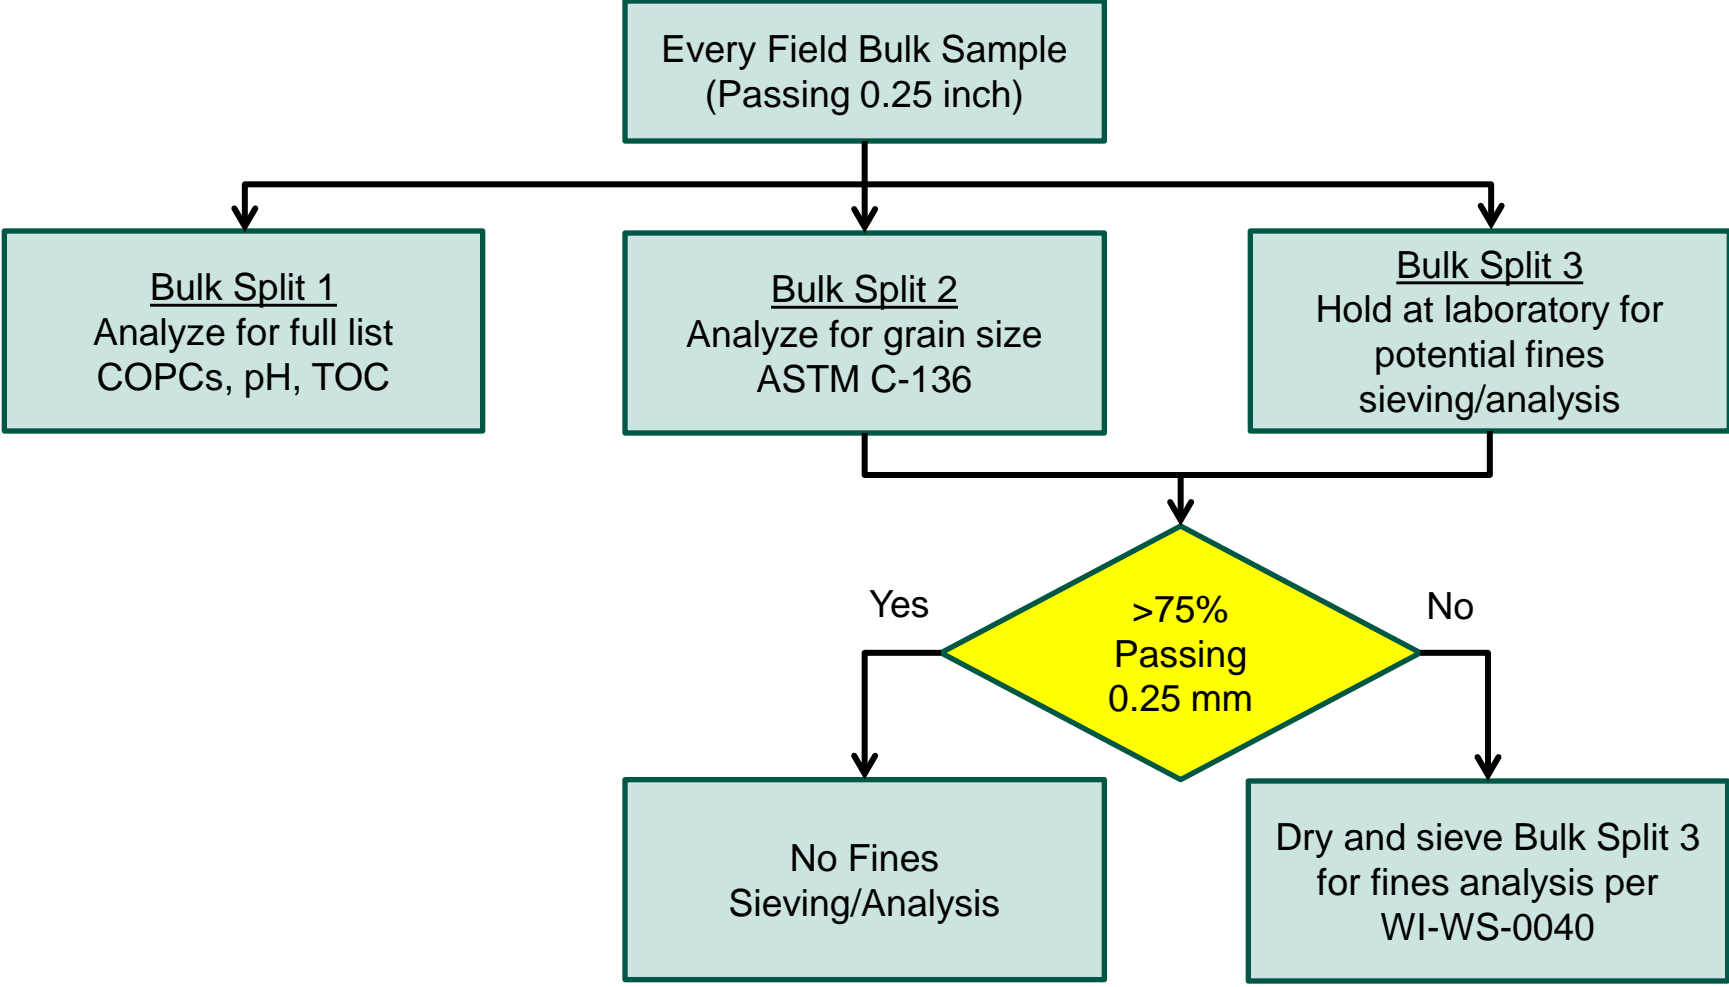 Every Field Bulk Sample
(Passing 0.25 inch)
Bulk Split 1
Analyze for full list
COPCs, pH, TOC
Bulk Split 2
Analyze for grain size
ASTM C-136
Bulk Split 3
Hold at laboratory for
potential fines
sieving/analysis
Yes
>75%
Passing
0.25 mm
No
No Fines
Sieving/Analysis
Dry and sieve Bulk Split 3
for fines analysis per
WI-WS-0040